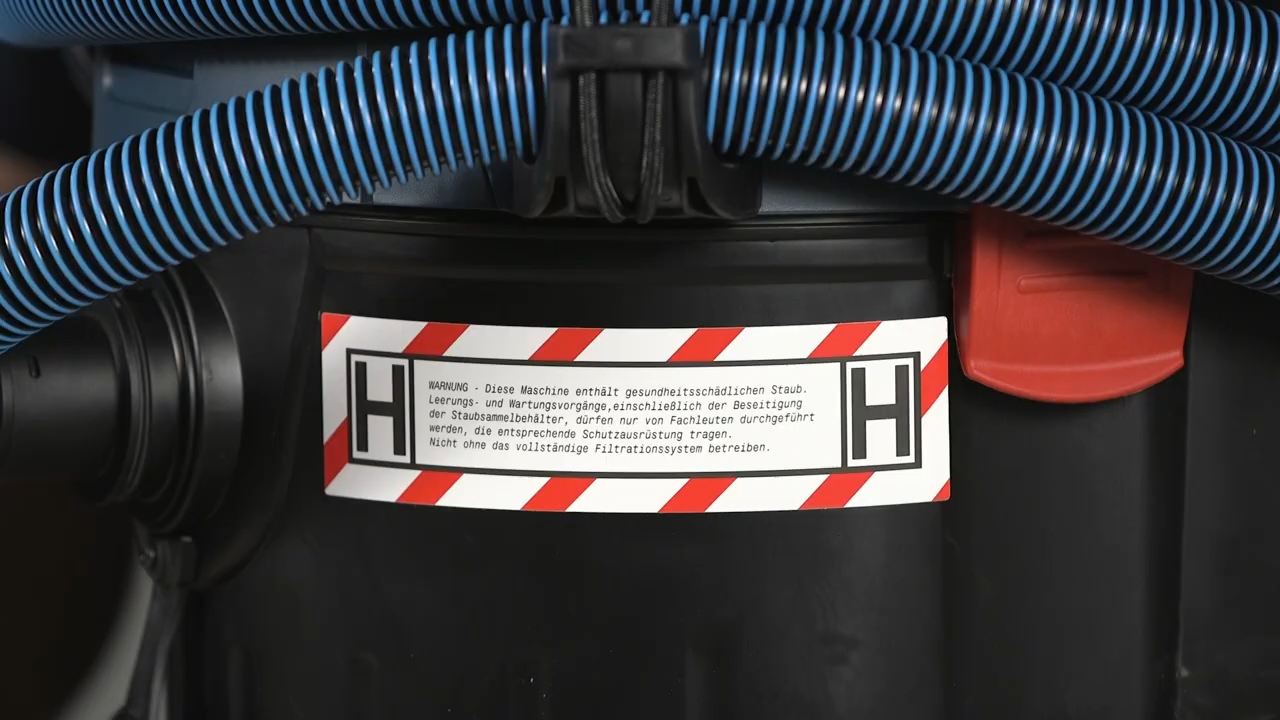 H
WARNUNG - Diese Maschine enthält gesundheitsschädlichen Staub.
Leerungs- und Wartungsvorgänge,einschließlich der Beseitigung
der Staubsammelbehälter, dürfen nur von Fachleuten durchgeführt
werden, die entsprechende Schutzausrüstung tragen.
Nicht ohne das vollständige Filtrationssystem betreiben.
H